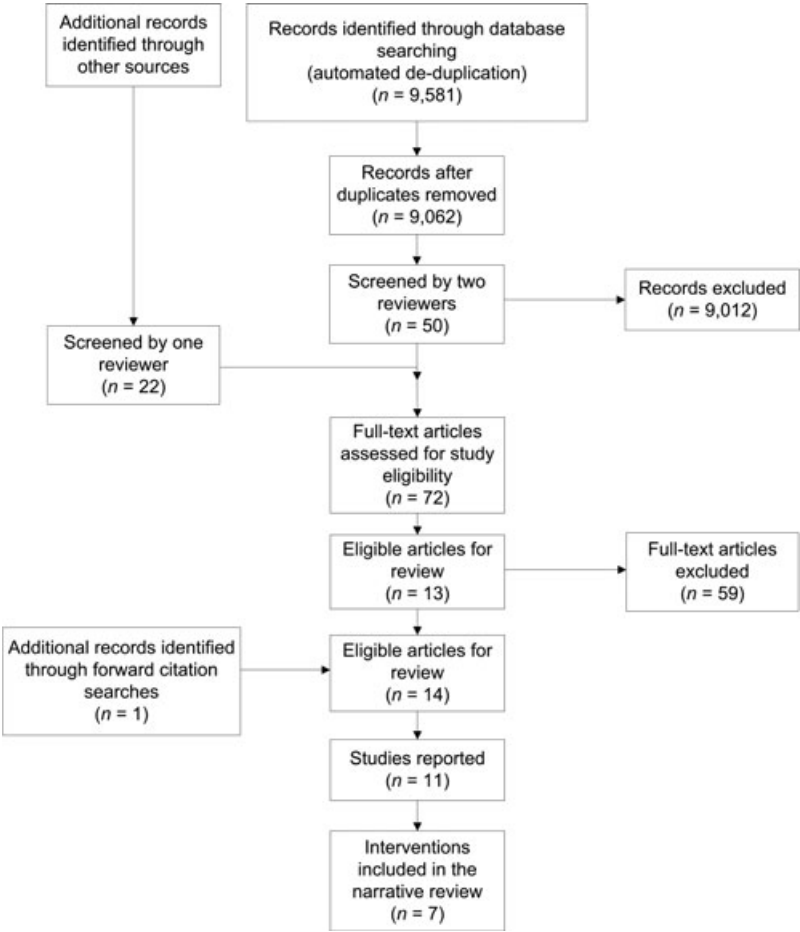 Additional records
identified through
other sources
Records identified through database
searching
(automated de-duplication)
(n = 9,581)
Records after
duplicates removed
(n = 9,062)
Screened by two
reviewers
(n = 50)
Records excluded
(n = 9,012)
Screened by one
reviewer
(n = 22)
Full-text articles
assessed for study
eligibility
(n = 72)
Eligible articles for
review
(n = 13)
Full-text articles
excluded
(n = 59)
Additional records identified
through forward citation
searches
(n = 1)
Eligible articles for
review
(n = 14)
Studies reported
(n = 11)
Interventions
included in the
narrative review
(n = 7)